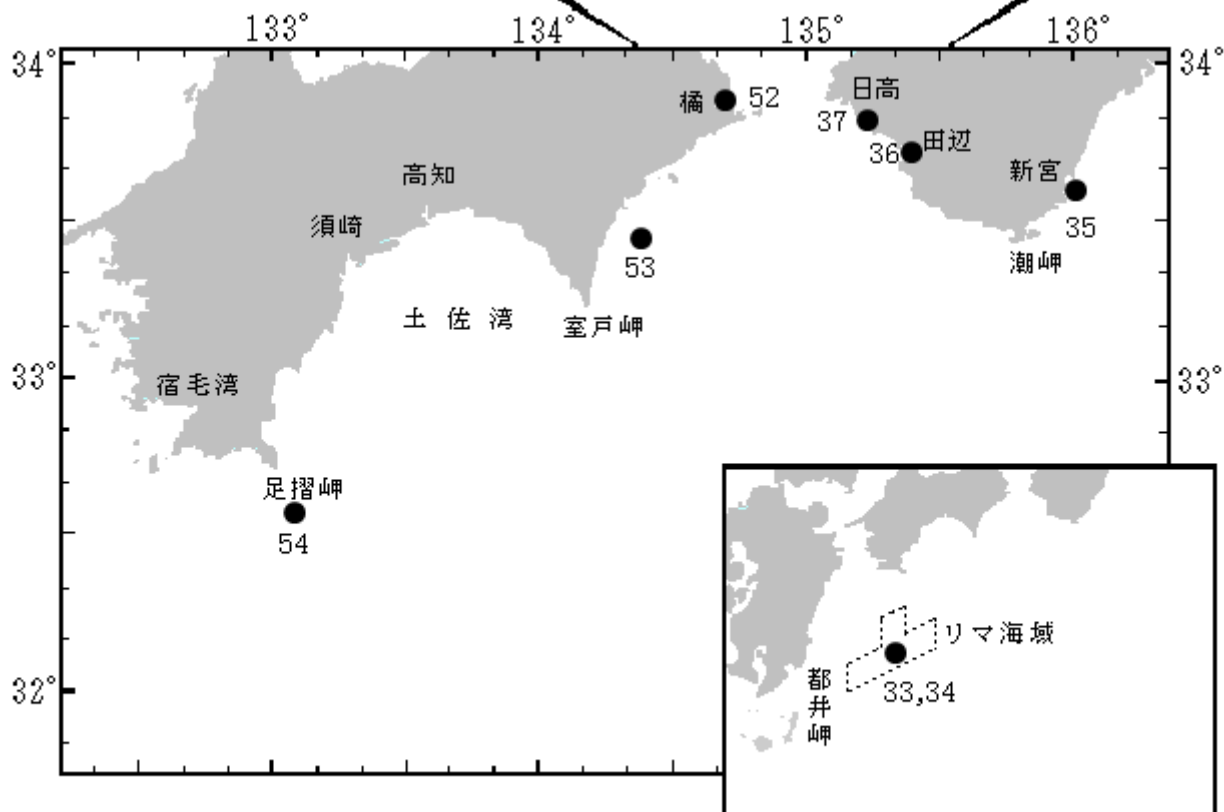 133° 134° 135° 136°
34° 34°
日高
橘 52
37
36 田辺
高知
新宮
須崎
35
53
潮岬
土佐湾
室戸岬
33° 33°
宿毛湾
足摺岬
54
リマ海域
都井岬
33,34
32°